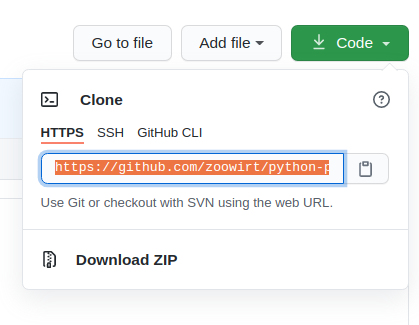 Go to file Add file Code
Clone
HTTPS SSH GitHub CLI
https://github.com/zoowirt/python-p
Use Git or checkout with SVN using the web URL.
Download ZIP